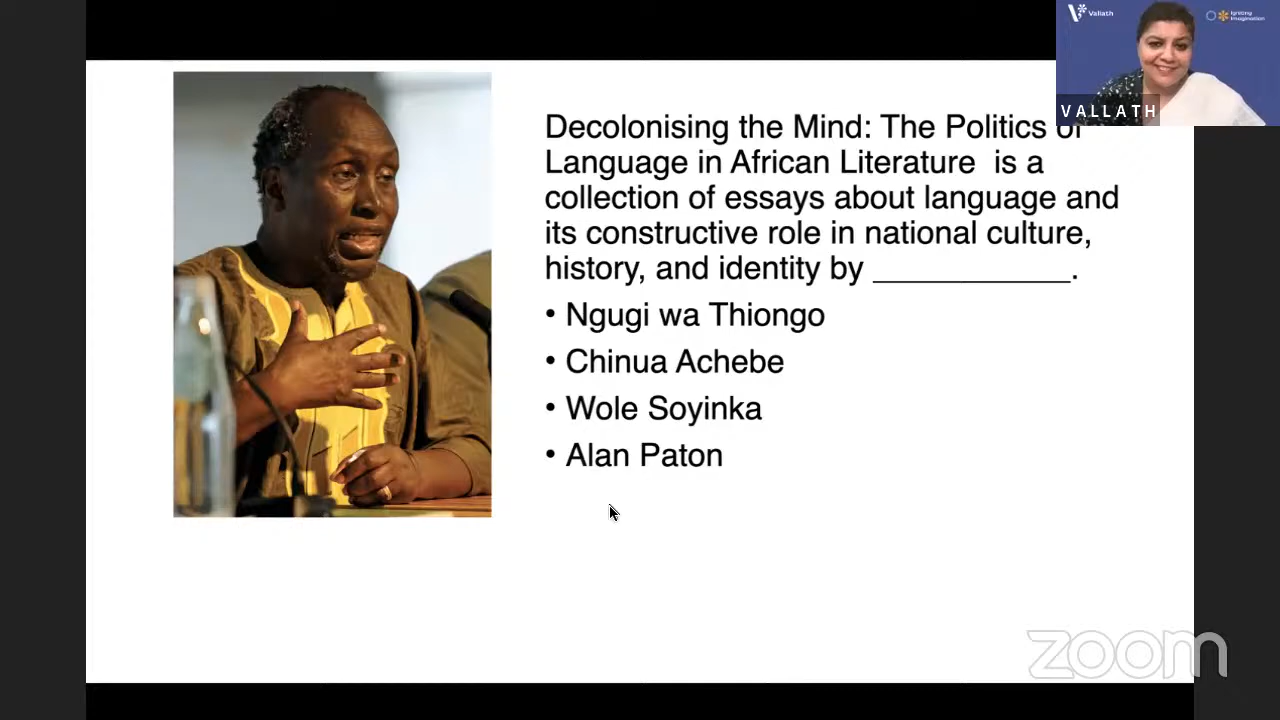 Valiath
Igniting
Imagination
VALLATH
Decolonising the Mind: The Politics of
Language in African Literature is a
collection of essays about language and
its constructive role in national culture,
history, and identity by ___________.
• Ngugi wa Thiongo
• Chinua Achebe
• Wole Soyinka
• Alan Paton
zoom